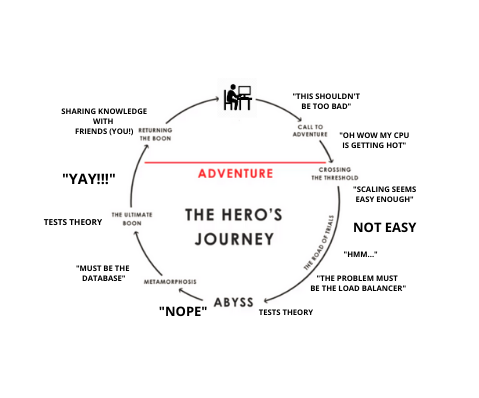 "THIS SHOULDN'T
BE TOO BAD"
CALL TO
ADVENTURE
"OH WOW MY CPU
IS GETTING HOT"
CROSSING
THE THRESHOLD
"SCALING SEEMS
EASY ENOUGH"
NOT EASY
THE ROAD OF TRIALS
"HMM..."
"THE PROBLEM MUST
BE THE LOAD BALANCER"
TESTS THEORY
ABYSS
"NOPE"
METAMORPHOSIS
"MUST BE THE
DATABASE"
TESTS THEORY
THE ULTIMATE
BOON
"YAY!!!"
RETURNING
THE BOON
SHARING KNOWLEDGE
WITH
FRIENDS (YOU!)
ADVENTURE
THE HERO'S
JOURNEY